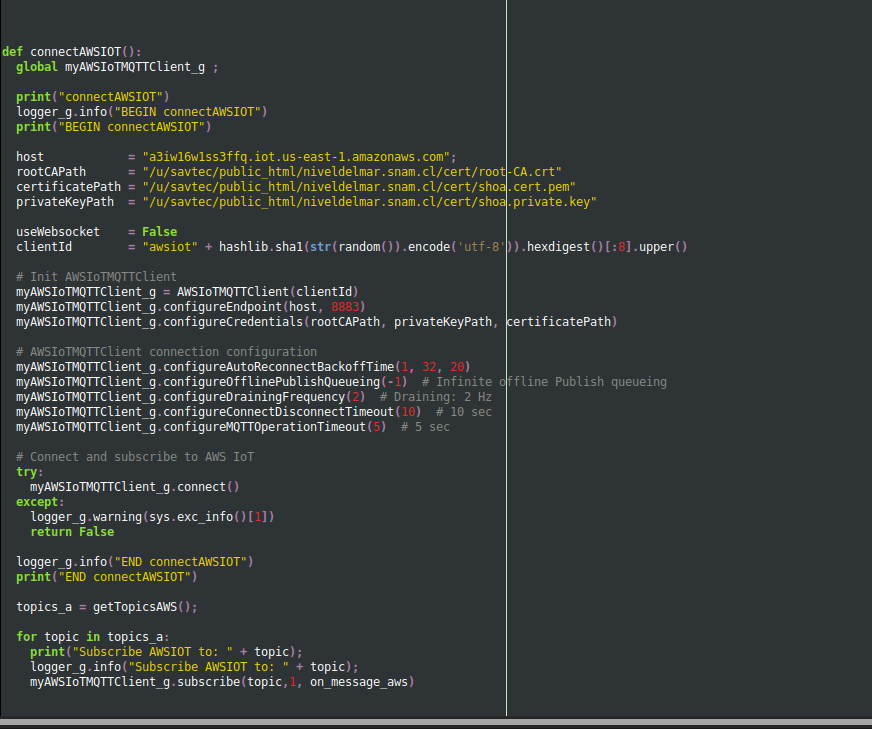 def connectAWSIOT():
  global myAWSIoTMQTTClient_g ;
  print("connectAWSIOT")
  logger_g.info("BEGIN connectAWSIOT")
  print("BEGIN connectAWSIOT")
  host            = "a3iw16w1ss3ffq.iot.us-east-1.amazonaws.com";
  rootCAPath      = "/u/savtec/public_html/niveldelmar.snam.cl/cert/root-CA.crt"
  certificatePath = "/u/savtec/public_html/niveldelmar.snam.cl/cert/shoa.cert.pem"
  privateKeyPath  = "/u/savtec/public_html/niveldelmar.snam.cl/cert/shoa.private.key"
  useWebsocket    = False
  clientId        = "awsiot" + hashlib.sha1(str(random()).encode('utf-8')).hexdigest()[:8].upper()
  # Init AWSIoTMQTTClient
  myAWSIoTMQTTClient_g = AWSIoTMQTTClient(clientId)
  myAWSIoTMQTTClient_g.configureEndpoint(host, 8883)
  myAWSIoTMQTTClient_g.configureCredentials(rootCAPath, privateKeyPath, certificatePath)
  # AWSIoTMQTTClient connection configuration
  myAWSIoTMQTTClient_g.configureAutoReconnectBackoffTime(1, 32, 20)
  myAWSIoTMQTTClient_g.configureOfflinePublishQueueing(-1)  # Infinite offline Publish queueing
  myAWSIoTMQTTClient_g.configureDrainingFrequency(2)  # Draining: 2 Hz
  myAWSIoTMQTTClient_g.configureConnectDisconnectTimeout(10)  # 10 sec
  myAWSIoTMQTTClient_g.configureMQTTOperationTimeout(5)  # 5 sec
  # Connect and subscribe to AWS IoT
  try:
    myAWSIoTMQTTClient_g.connect()
  except:
    logger_g.warning(sys.exc_info()[1])
    return False
  logger_g.info("END connectAWSIOT")
  print("END connectAWSIOT")
  topics_a = getTopicsAWS();
  for topic in topics_a:
    print("Subscribe AWSIOT to: " + topic);
    logger_g.info("Subscribe AWSIOT to: " + topic);
    myAWSIoTMQTTClient_g.subscribe(topic,1, on_message_aws)